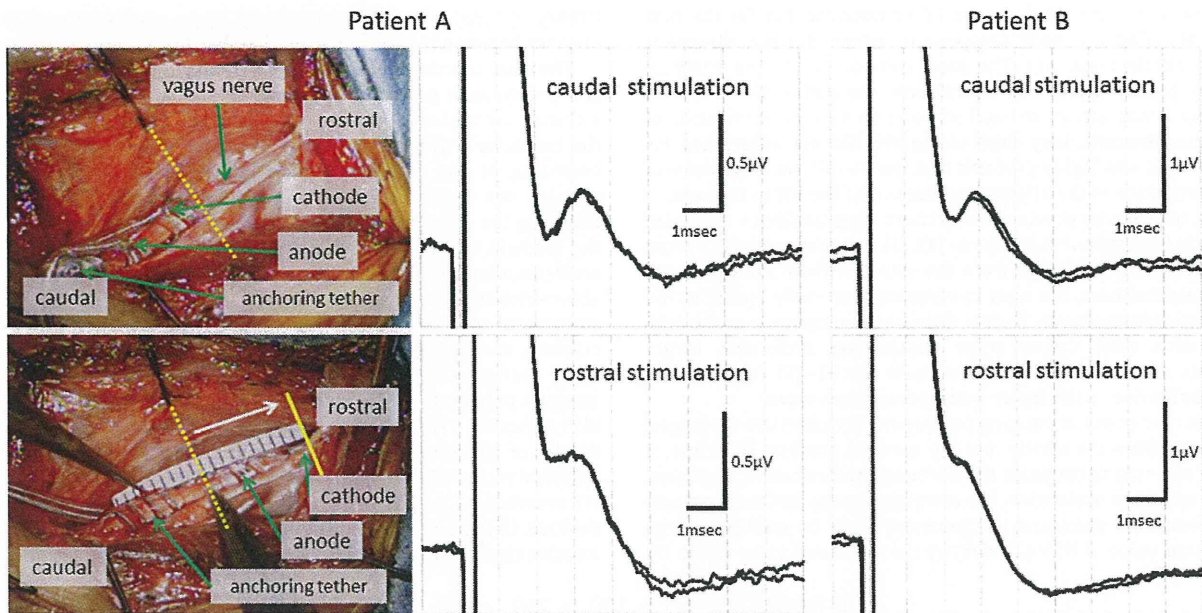 Patient A
Patient B
vagus nerve
rostral
cathode
anode
caudal
anchoring tether
caudal stimulation
0.5μV
1msec
caudal stimulation
1μV
1msec
rostral
cathode
anode
caudal
anchoring tether
rostral stimulation
0.5μV
1msec
rostral stimulation
1μV
1msec